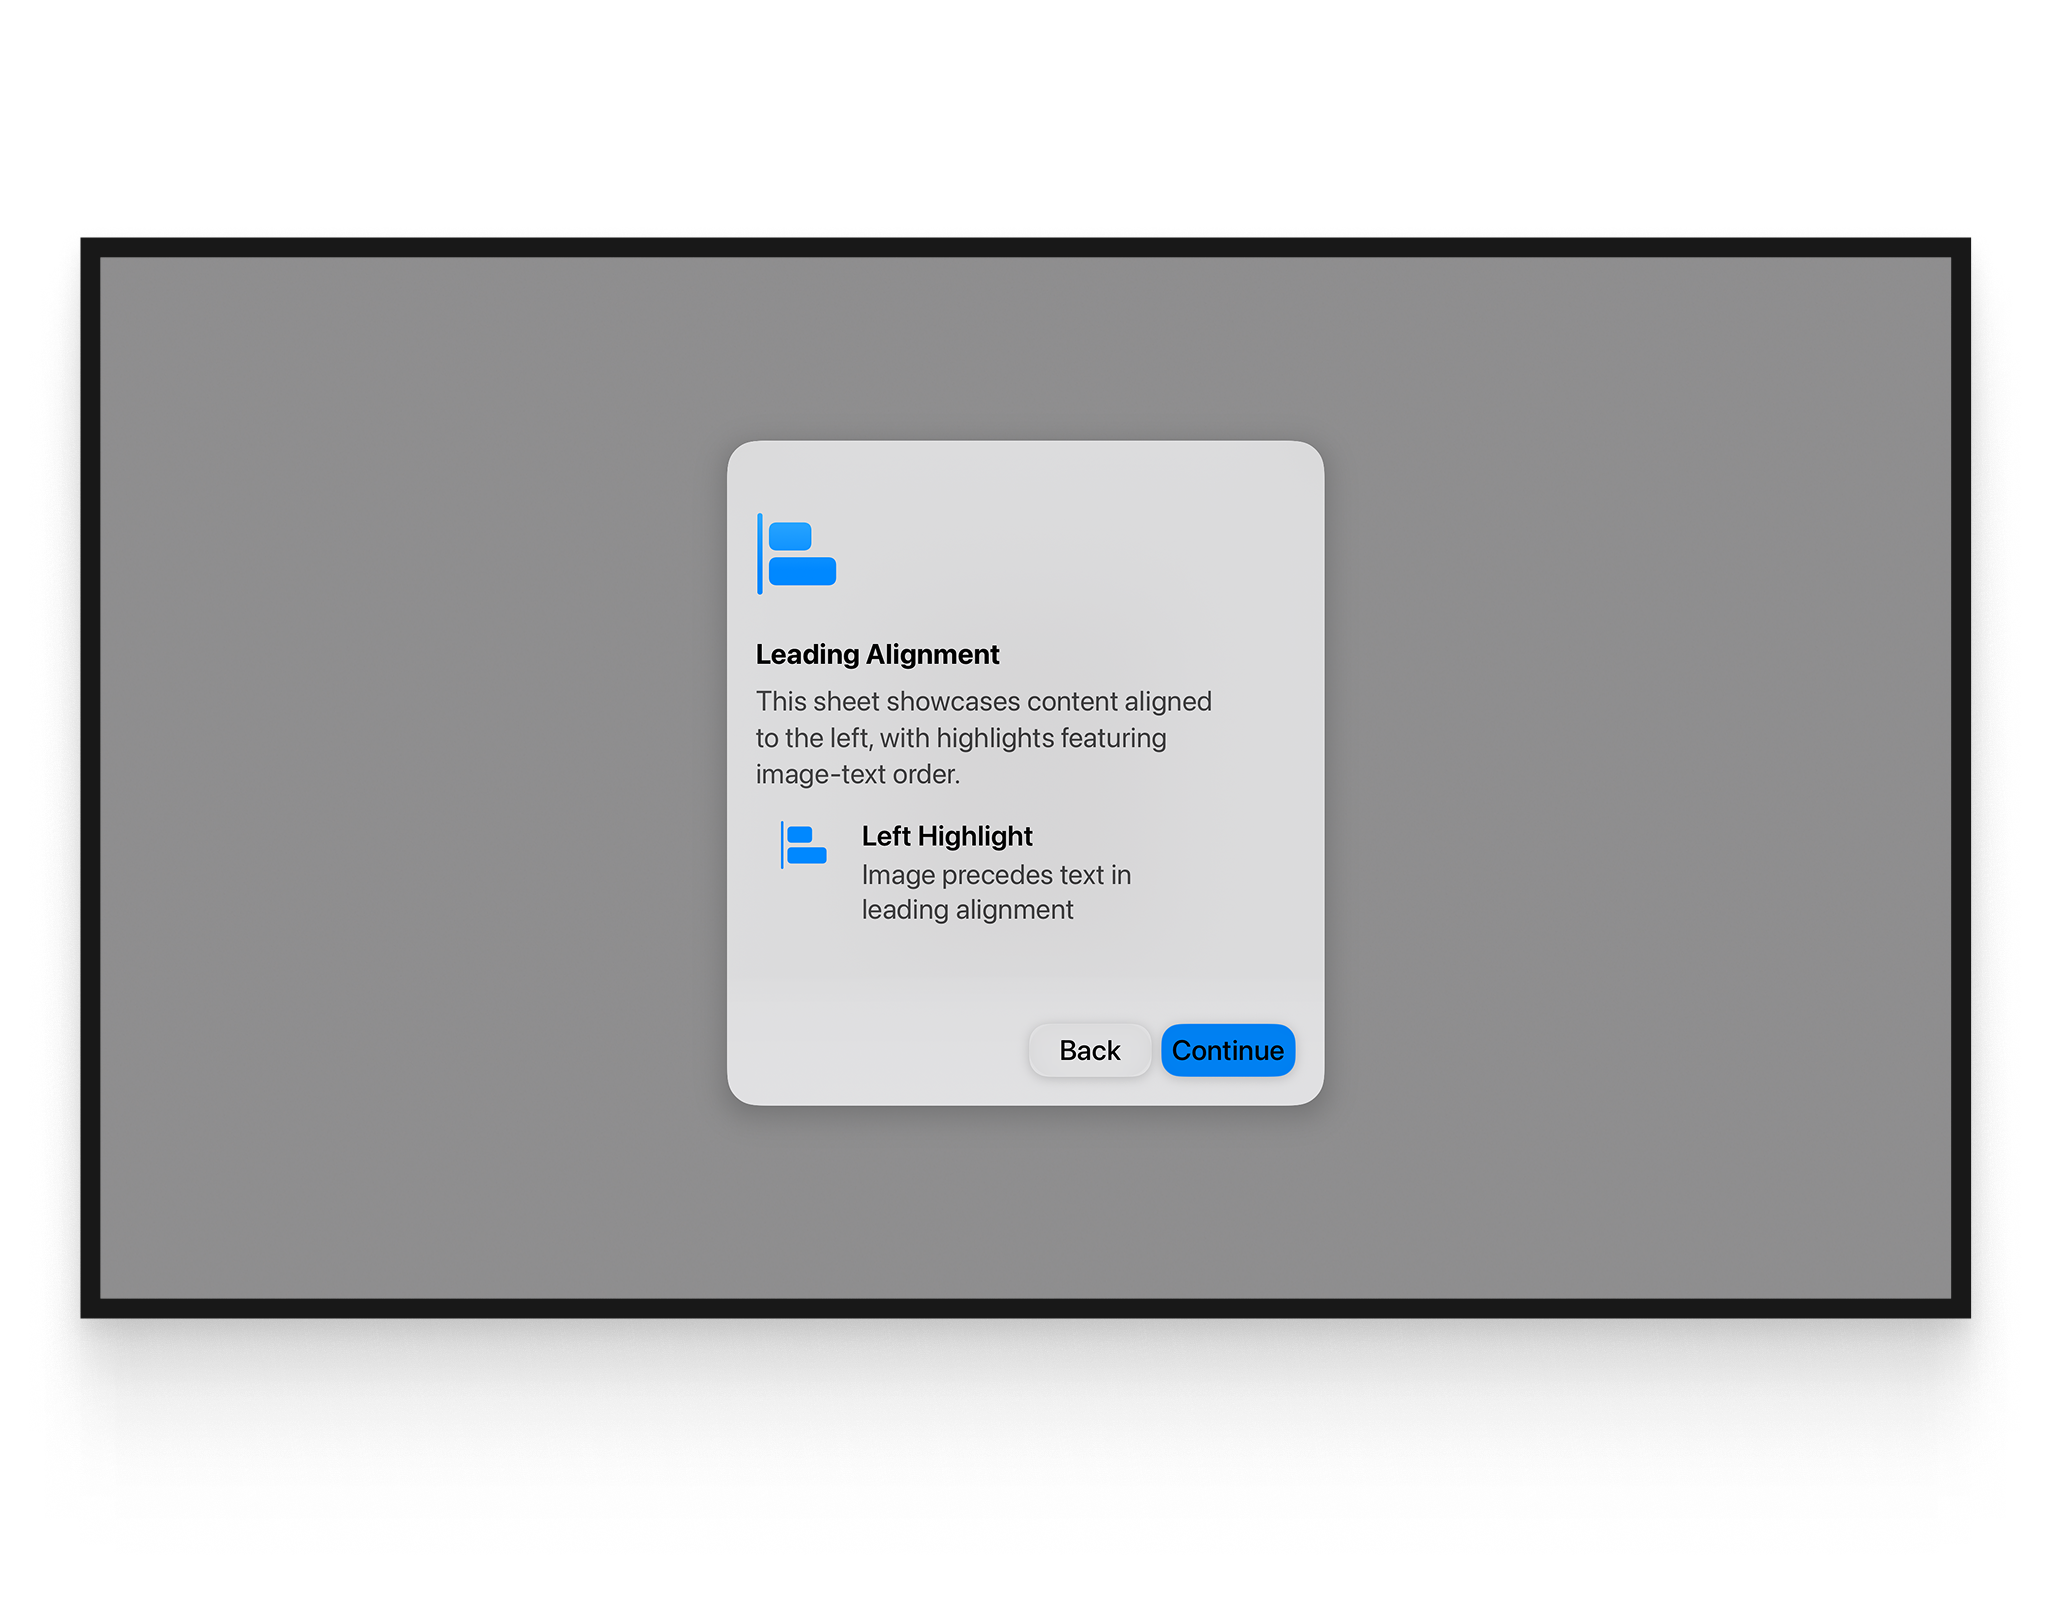 Leading Alignment
This sheet showcases content aligned
to the left, with highlights featuring
image-text order.
Left Highlight
Image precedes text in
leading alignment
Back
Continue